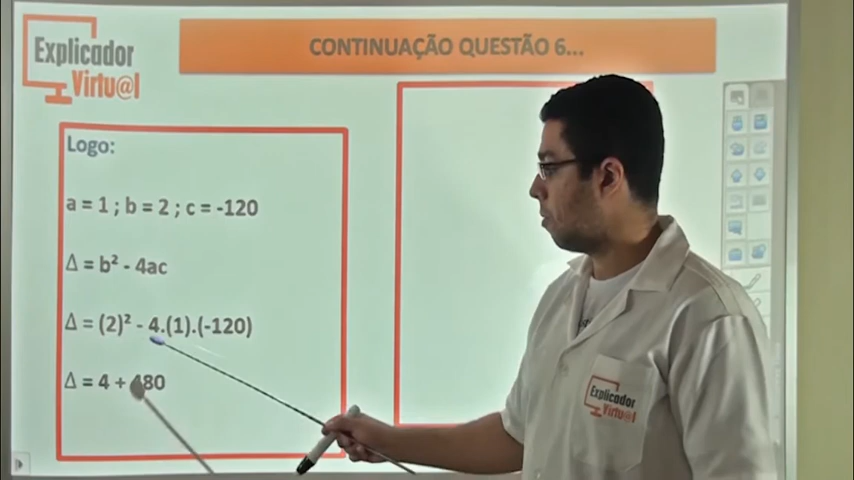 Explicador
Virtu@l
CONTINUAÇÃO QUESTÃO 6...
Logo:
a = 1 ; b = 2 ; c = -120
Δ = b² - 4ac
Δ = (2)² - 4.(1).(-120)
Δ = 4 + 480
Explicador
Virtu@l